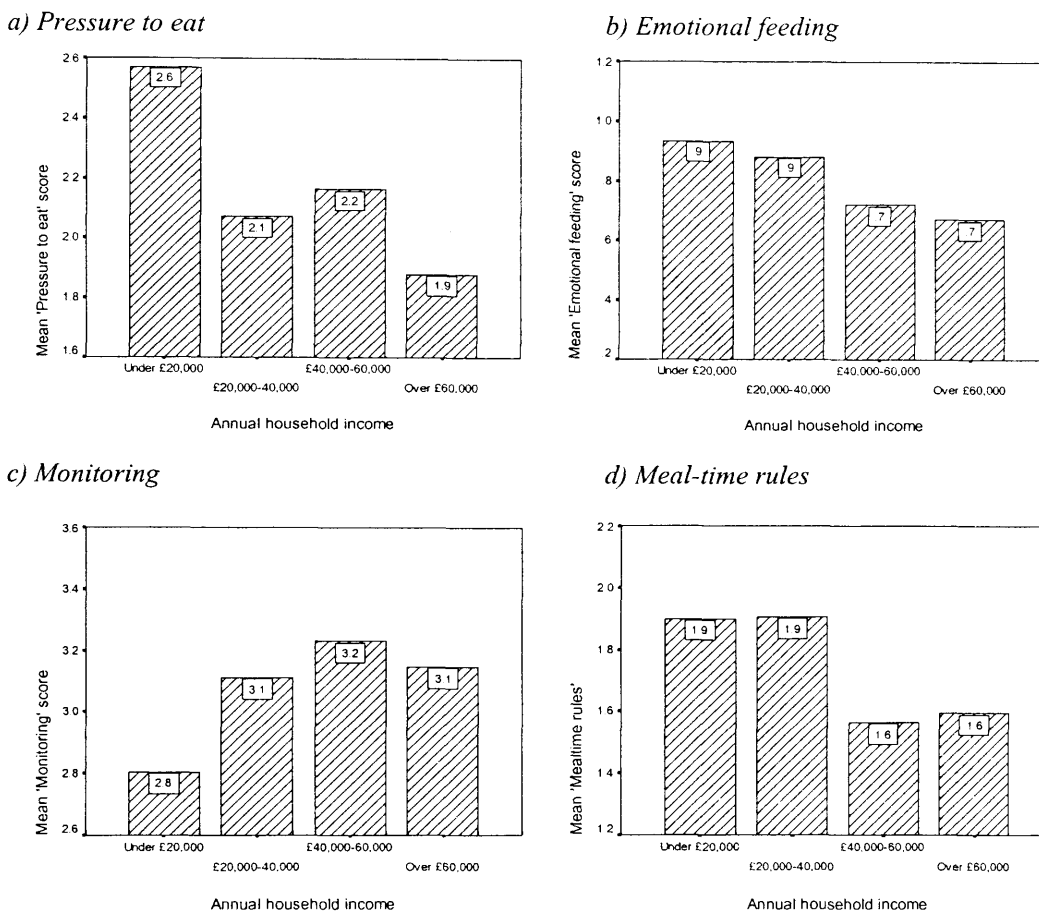 a) Pressure to eat
2.6
2.4
2.2
2.0
1.8
1.6
Mean 'Pressure to eat' score
2.6
2.1
2.2
1.9
Under £20,000
£20,000-40,000
£40,000-60,000
Over £60,000
Annual household income
b) Emotional feeding
1 2
1 0
8
6
4
2
Mean 'Emotional feeding' score
9
9
.7
.7
Under £20,000
£20,000-40,000
£40,000-60,000
Over £60,000
Annual household income
c) Monitoring
3.6
3.4
3.2
3.0
2.8
2.6
Mean 'Monitoring' score
2.8
3 1
3.2
3.1
Under £20,000
£20,000-40,000
£40,000-60,000
Over £60,000
Annual household income
d) Meal-time rules
2 2
2 0
1.8
1.6
1 4
1 2
Mean 'Mealtime rules'
1 9
1 9
1 6
1 6
Under £20,000
£20,000-40,000
£40,000-60,000
Over £60,000
Annual household income